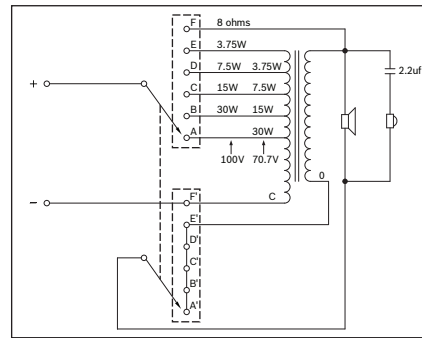 F 8 ohms
E 3.75W
D 7.5W 3.75W
C 15W 7.5W
B 30W 15W
A 30W
100V 70.7V
2.2uf
0
+
−
C
F'
E'
D'
C'
B'
A'